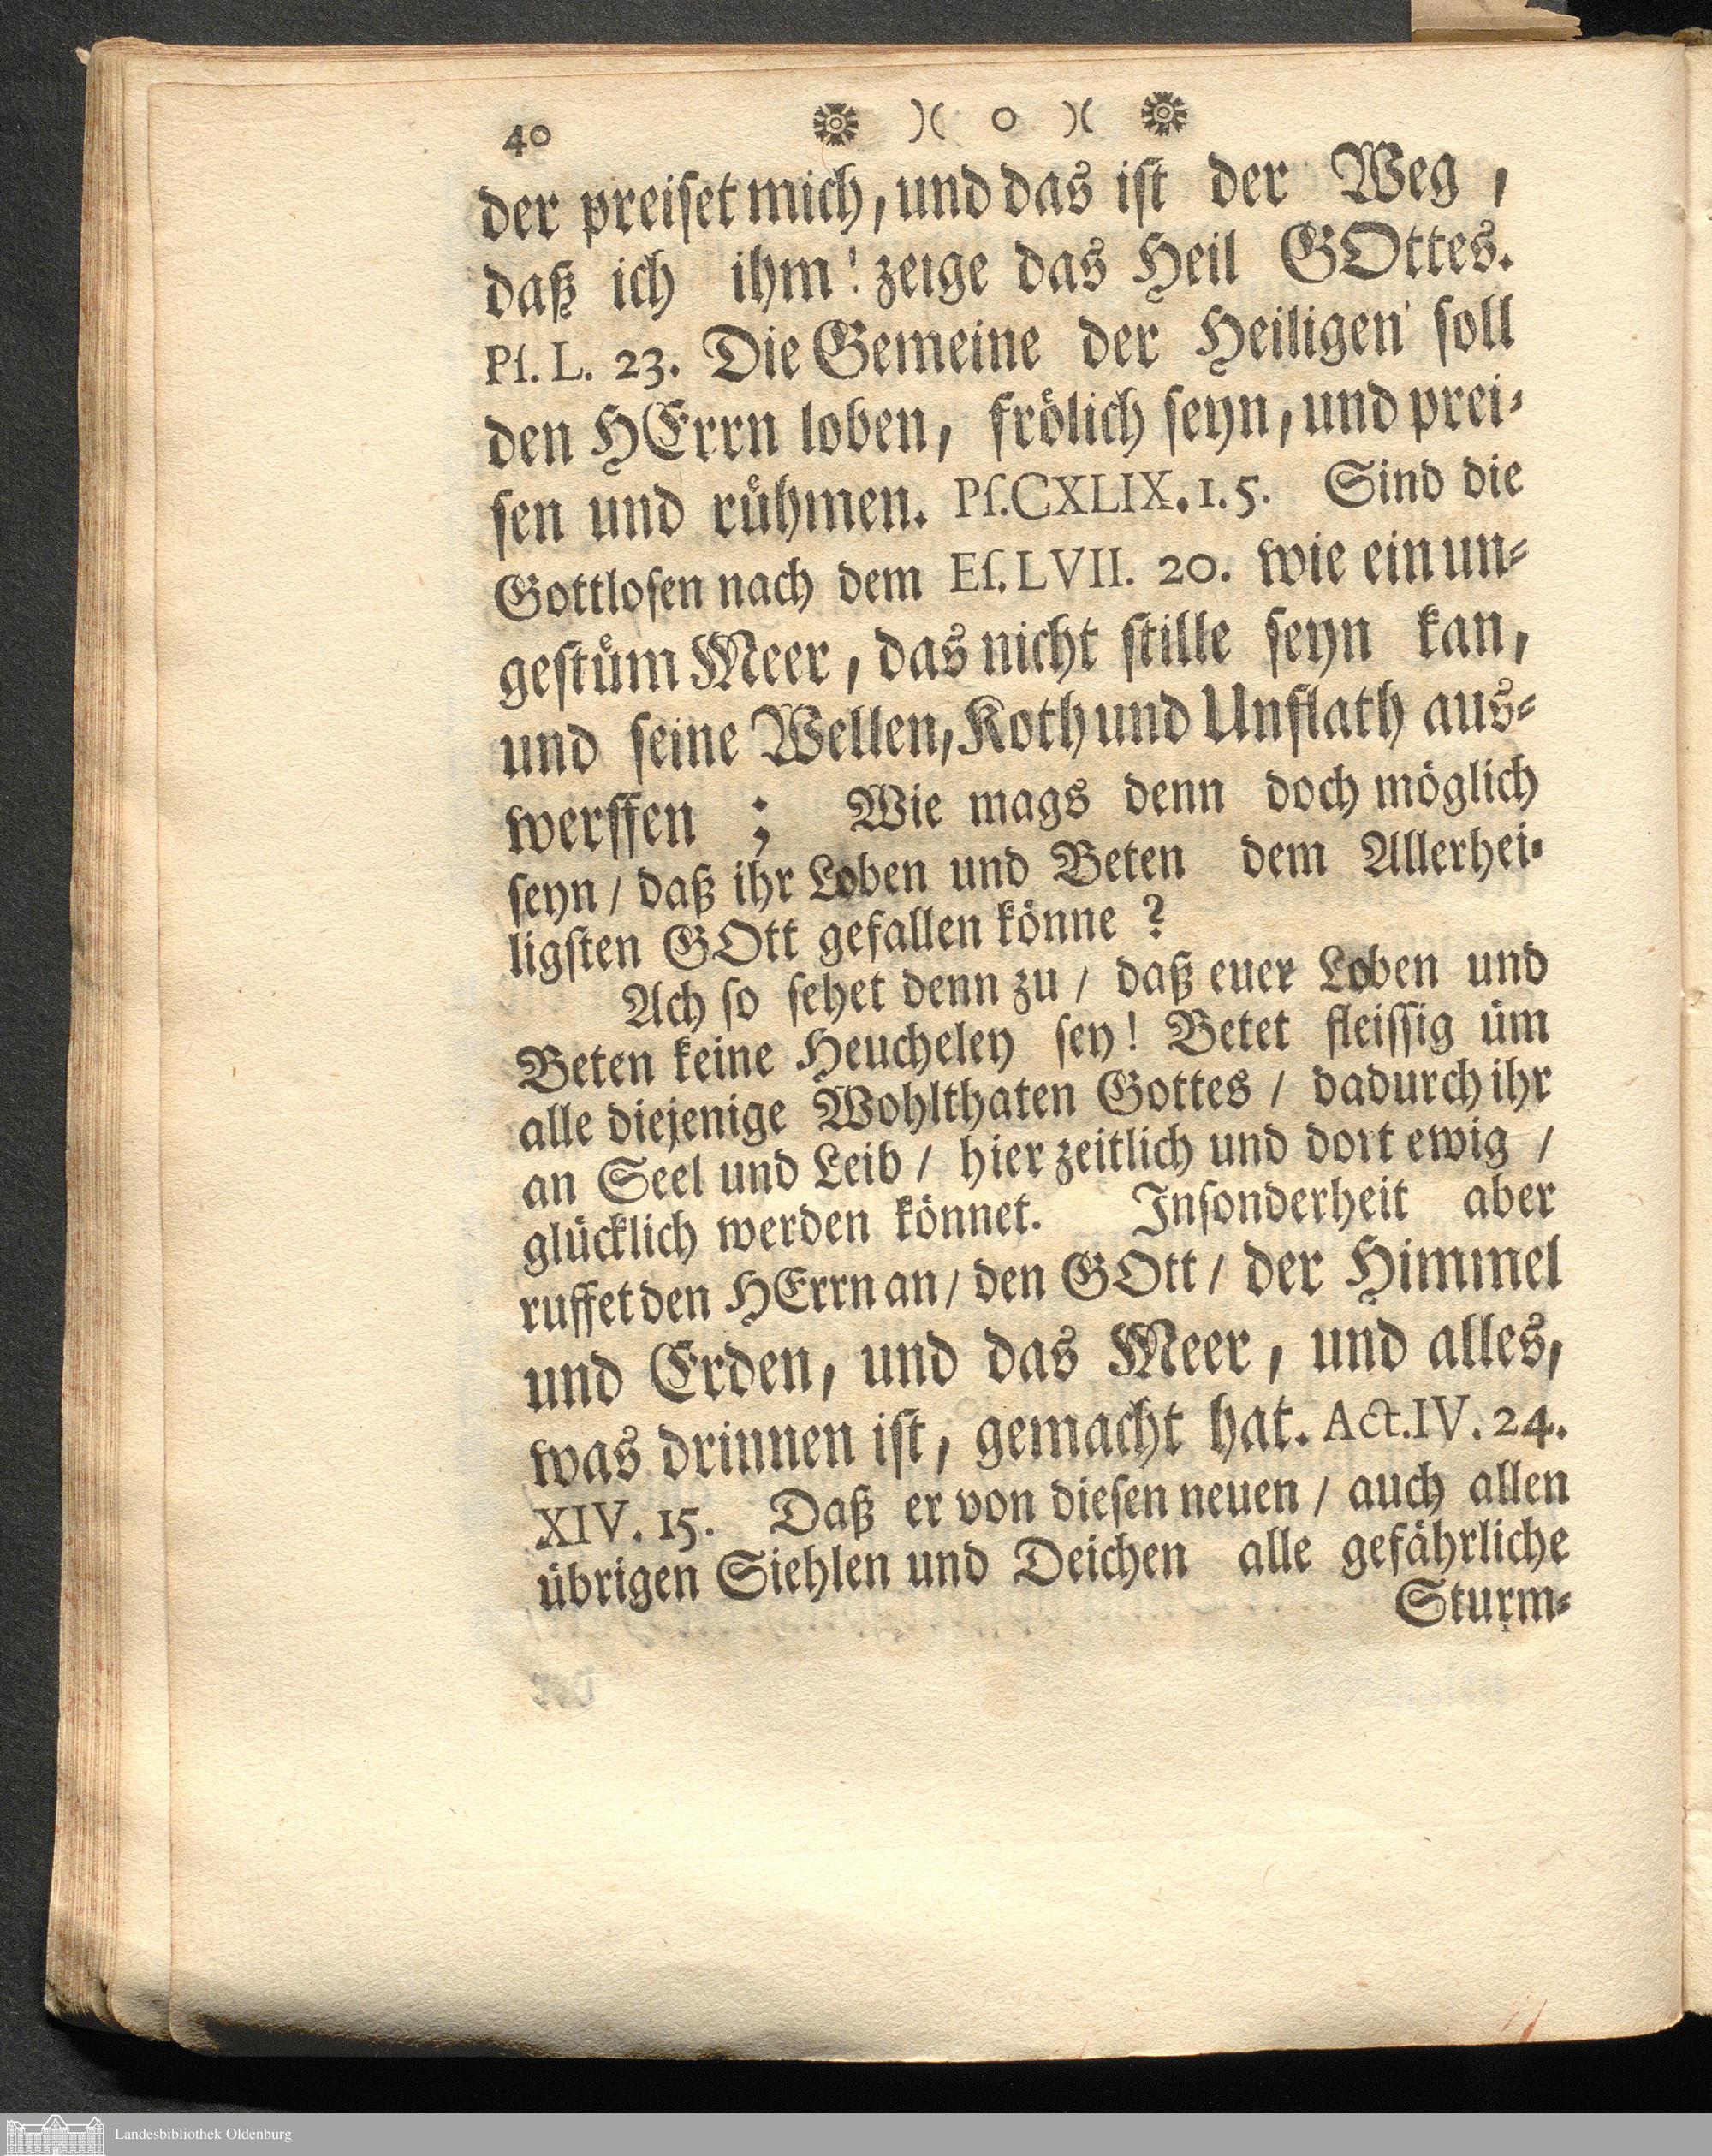 40 )( o )(
der preiſet mich, und das iſt der Weg,
daß ich ihm! zeige das Heil GOttes.
Pſ. L. 23. Die Gemeine der Heiligen ſoll
den HErrn loben, frölich ſeyn, und prei-
ſen und rühmen. Pſ. CXLIX. 1. 5. Sind die
Gottloſen nach dem Eſ. LVII. 20. wie ein un-
geſtüm Meer, das nicht ſtille ſeyn kan,
und ſeine Wellen, Koth und Unflath aus-
werffen ; Wie mags denn doch möglich
ſeyn / daß ihr Loben und Beten dem Allerhei-
ligſten GOtt gefallen könne ?
Ach ſo ſehet denn zu / daß euer Loben und
Beten keine Heucheley ſey! Betet fleiſſig üm
alle diejenige Wohlthaten Gottes / dadurch ihr
an Seel und Leib / hier zeitlich und dort ewig /
glücklich werden könnet. Inſonderheit aber
ruffet den HErrn an / den GOtt / der Himmel
und Erden, und das Meer, und alles,
was drinnen iſt, gemacht hat. Act. IV. 24.
XIV. 15. Daß er von dieſen neuen / auch allen
übrigen Siehlen und Deichen alle gefährliche
Sturm-
Landesbibliothek Oldenburg